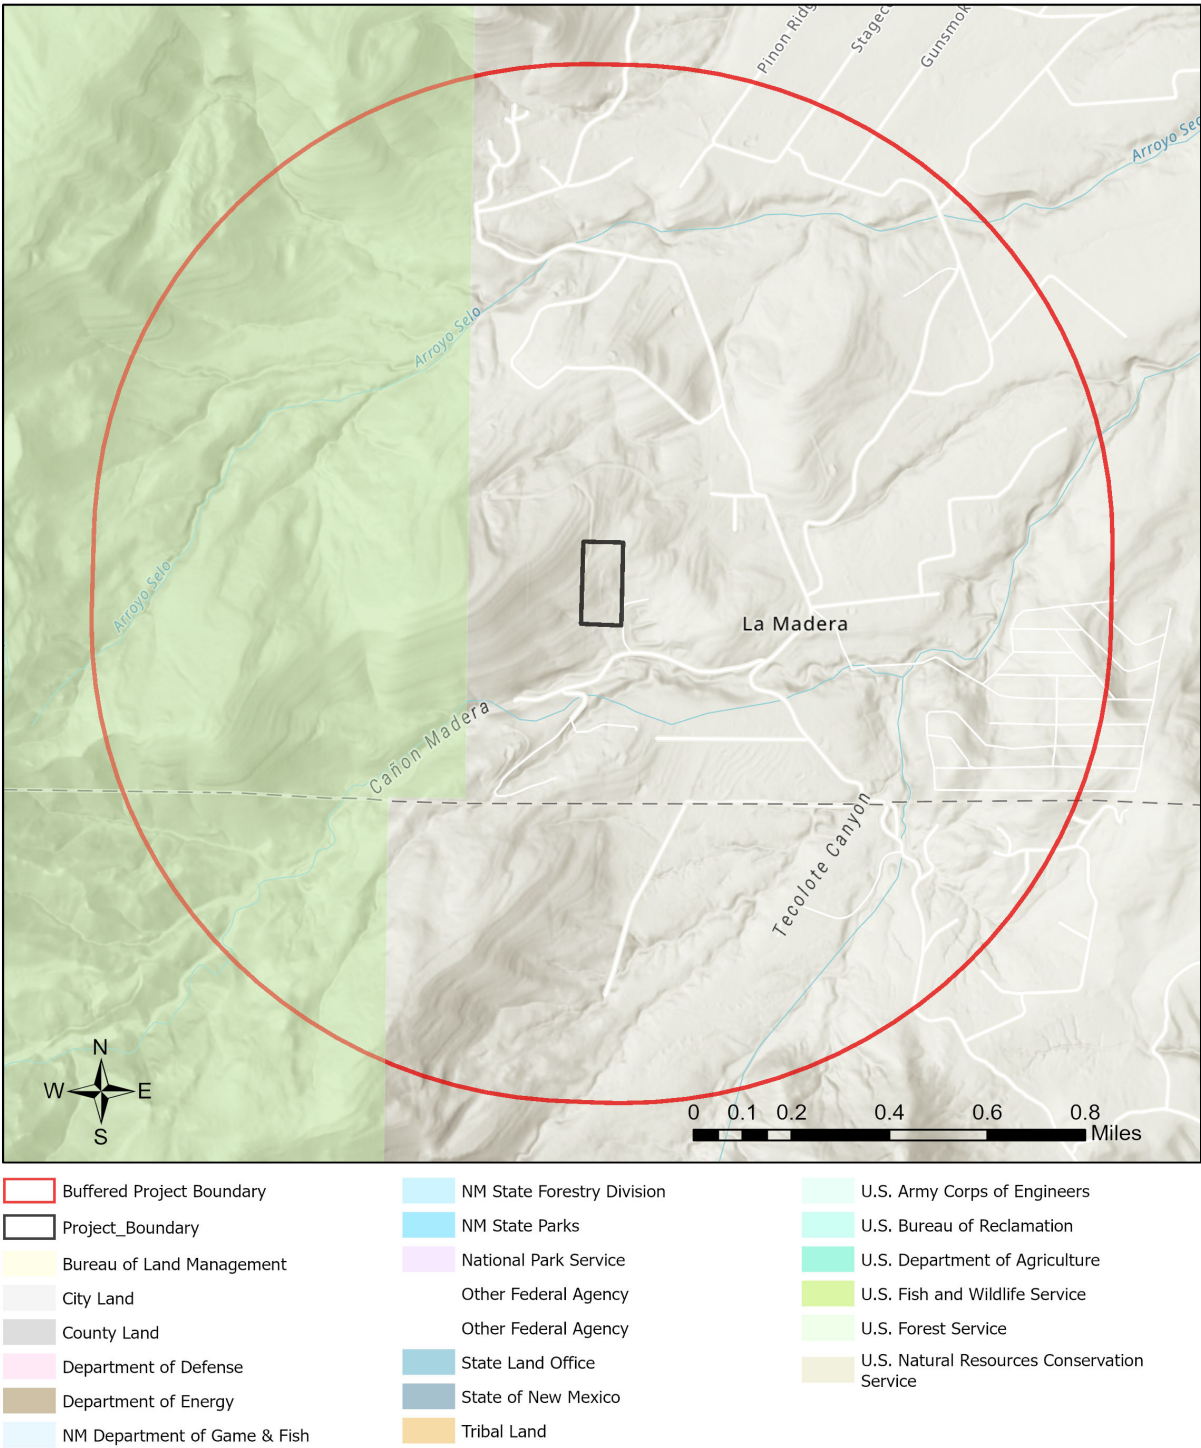 Pinon Ridg
Stagec
Gunsmok
Arroyo Sec
Arroyo Selo
Arroyo Selo
La Madera
Cañon Madera
Tecolote Canyon
N
W E
S
0 0.1 0.2 0.4 0.6 0.8
Miles
Buffered Project Boundary
Project_Boundary
Bureau of Land Management
City Land
County Land
Department of Defense
Department of Energy
NM Department of Game & Fish
NM State Forestry Division
NM State Parks
National Park Service
Other Federal Agency
Other Federal Agency
State Land Office
State of New Mexico
Tribal Land
U.S. Army Corps of Engineers
U.S. Bureau of Reclamation
U.S. Department of Agriculture
U.S. Fish and Wildlife Service
U.S. Forest Service
U.S. Natural Resources Conservation
Service